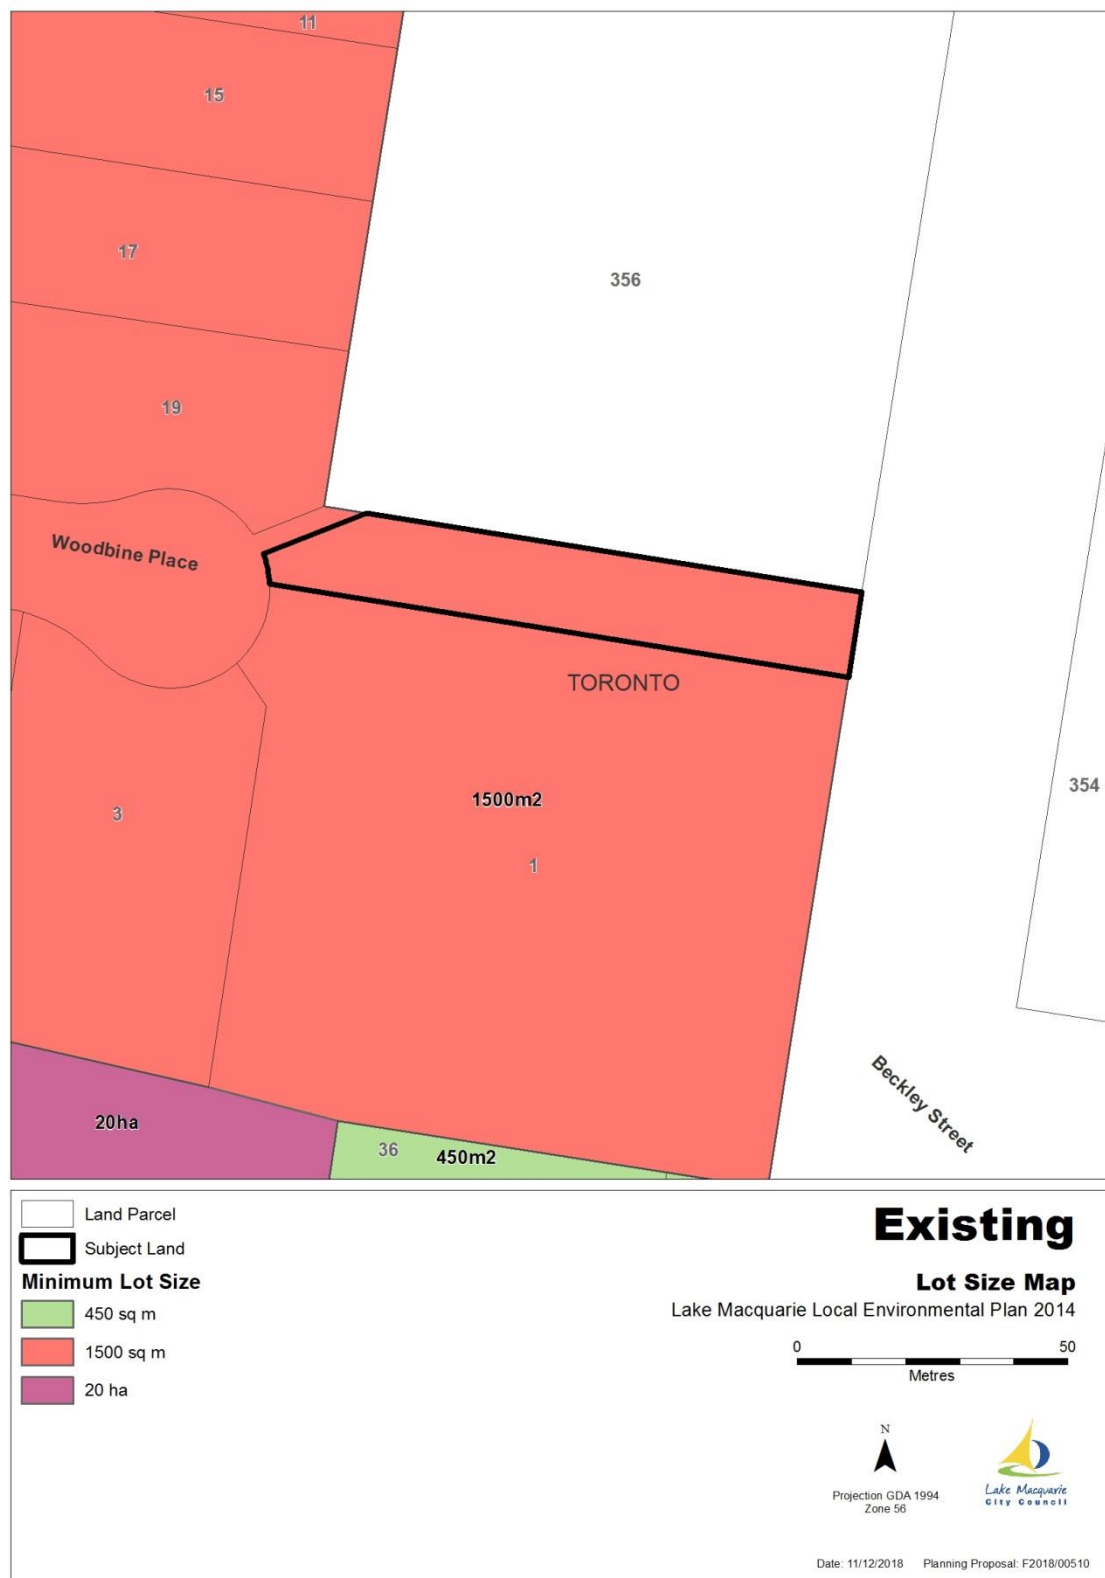 11
15
17
356
19
Woodbine Place
TORONTO
354
1500m2
3
1
Beckley Street
20ha
36
450m2
Land Parcel
Subject Land
Minimum Lot Size
450 sq m
1500 sq m
20 ha
Existing
Lot Size Map
Lake Macquarie Local Environmental Plan 2014
0 50
Metres
N
Projection GDA 1994
Zone 56
Lake Macquarie
City Council
Date: 11/12/2018 Planning Proposal: F2018/00510